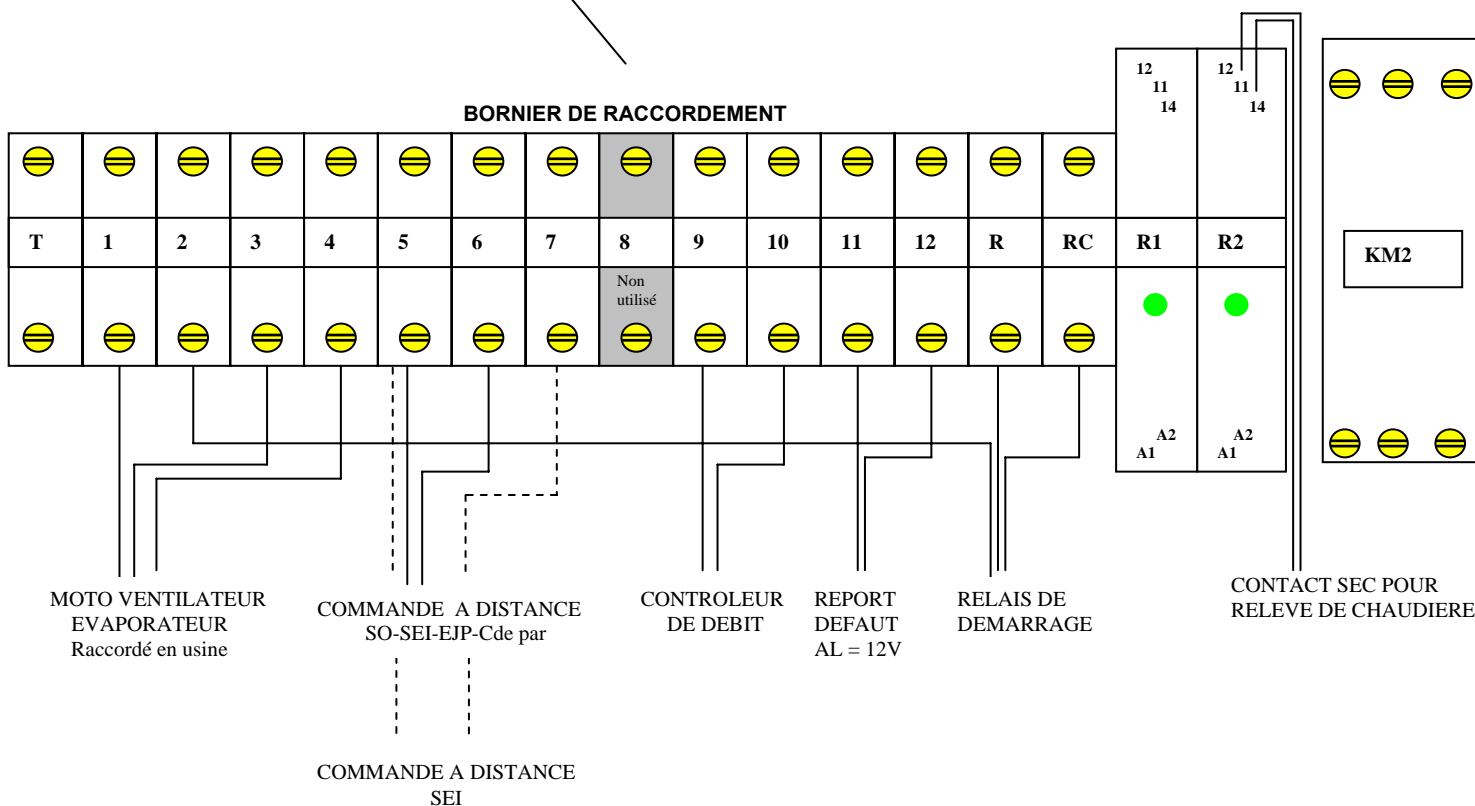 12 12
11 11
14 14
BORNIER DE RACCORDEMENT
T 1 2 3 4 5 6 7 8 9 10 11 12 R RC R1 R2 KM2
Non
utilisé
A2 A2
A1 A1
MOTO VENTILATEUR
EVAPORATEUR
Raccordé en usine
COMMANDE A DISTANCE
SO-SEI-EJP-Cde par
CONTROLEUR
DE DEBIT
REPORT
DEFAUT
AL = 12V
RELAIS DE
DEMARRAGE
CONTACT SEC POUR
RELEVE DE CHAUDIERE
COMMANDE A DISTANCE
SEI